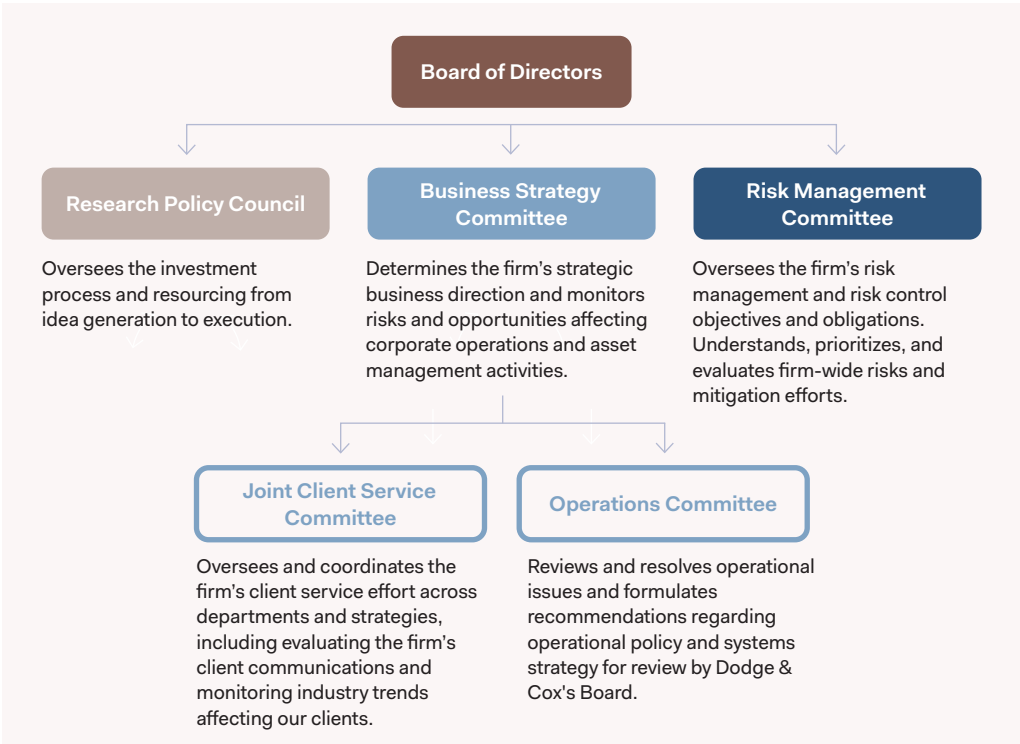 Board of Directors
Research Policy Council
Business Strategy
Committee
Risk Management
Committee
Oversees the investment
process and resourcing from
idea generation to execution.
Determines the firm’s strategic
business direction and monitors
risks and opportunities affecting
corporate operations and asset
management activities.
Oversees the firm’s risk
management and risk control
objectives and obligations.
Understands, prioritizes, and
evaluates firm-wide risks and
mitigation efforts.
Joint Client Service
Committee
Operations Committee
Oversees and coordinates the
firm’s client service effort across
departments and strategies,
including evaluating the firm’s
client communications and
monitoring industry trends
affecting our clients.
Reviews and resolves operational
issues and formulates
recommendations regarding
operational policy and systems
strategy for review by Dodge &
Cox's Board.